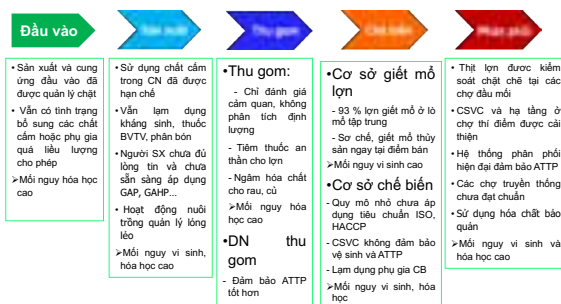 Đầu vào
Sản xuất
Thu gom
Chế biến
Phân phối
•Sản xuất và cung
ứng đầu vào đã
được quản lý chặt
• Vẫn có tình trạng
bổ sung các chất
cấm hoặc phụ gia
quá liều lượng
cho phép
➢Mối nguy hóa học
cao
•Sử dụng chất cấm
trong CN đã được
hạn chế
•Vẫn lạm dụng
kháng sinh, thuốc
BVTV, phân bón
•Người SX chưa đủ
lòng tin và chưa
sẵn sàng áp dụng
GAP, GAHP...
• Hoạt động nuôi
trồng quản lý lỏng
lẻo
➢Mối nguy vi sinh,
hóa học cao
•Thu gom:
- Chỉ đánh giá
cảm quan, không
phân tích định
lượng
- Tiêm thuốc an
thần cho lợn
- Ngâm hóa chất
cho rau, củ
➢Mối nguy hóa
học cao
•DN thu
gom
- Đảm bảo ATTP
tốt hơn
•Cơ sở giết mổ
lợn
- 93 % lợn giết mổ ở lò
mổ tập trung
- Sơ chế, giết mổ thủy
sản ngay tại điểm bán
➢Mối nguy vi sinh cao
•Cơ sở chế biến
- Quy mô nhỏ chưa áp
dụng tiêu chuẩn ISO,
HACCP
- CSVC không đảm bảo
vệ sinh và ATTP
- Lạm dụng phụ gia CB
➢Mối nguy vi sinh, hóa
học
• Thịt lợn đươc kiểm
soát chặt chẽ tại các
chợ đầu mối
•CSVC và hạ tầng ở
chợ thí điểm được cải
thiện
•Hệ thống phân phối
hiện đại đảm bảo ATTP
•Các chợ truyền thống
chưa đạt chuẩn
•Sử dụng hóa chất bảo
quản
➢Mối nguy vi sinh và
hóa học cao